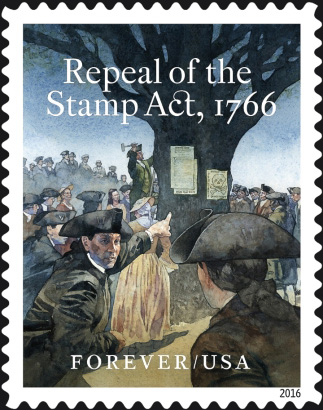 Repeal of the
Stamp Act, 1766
FOREVER/USA
2016